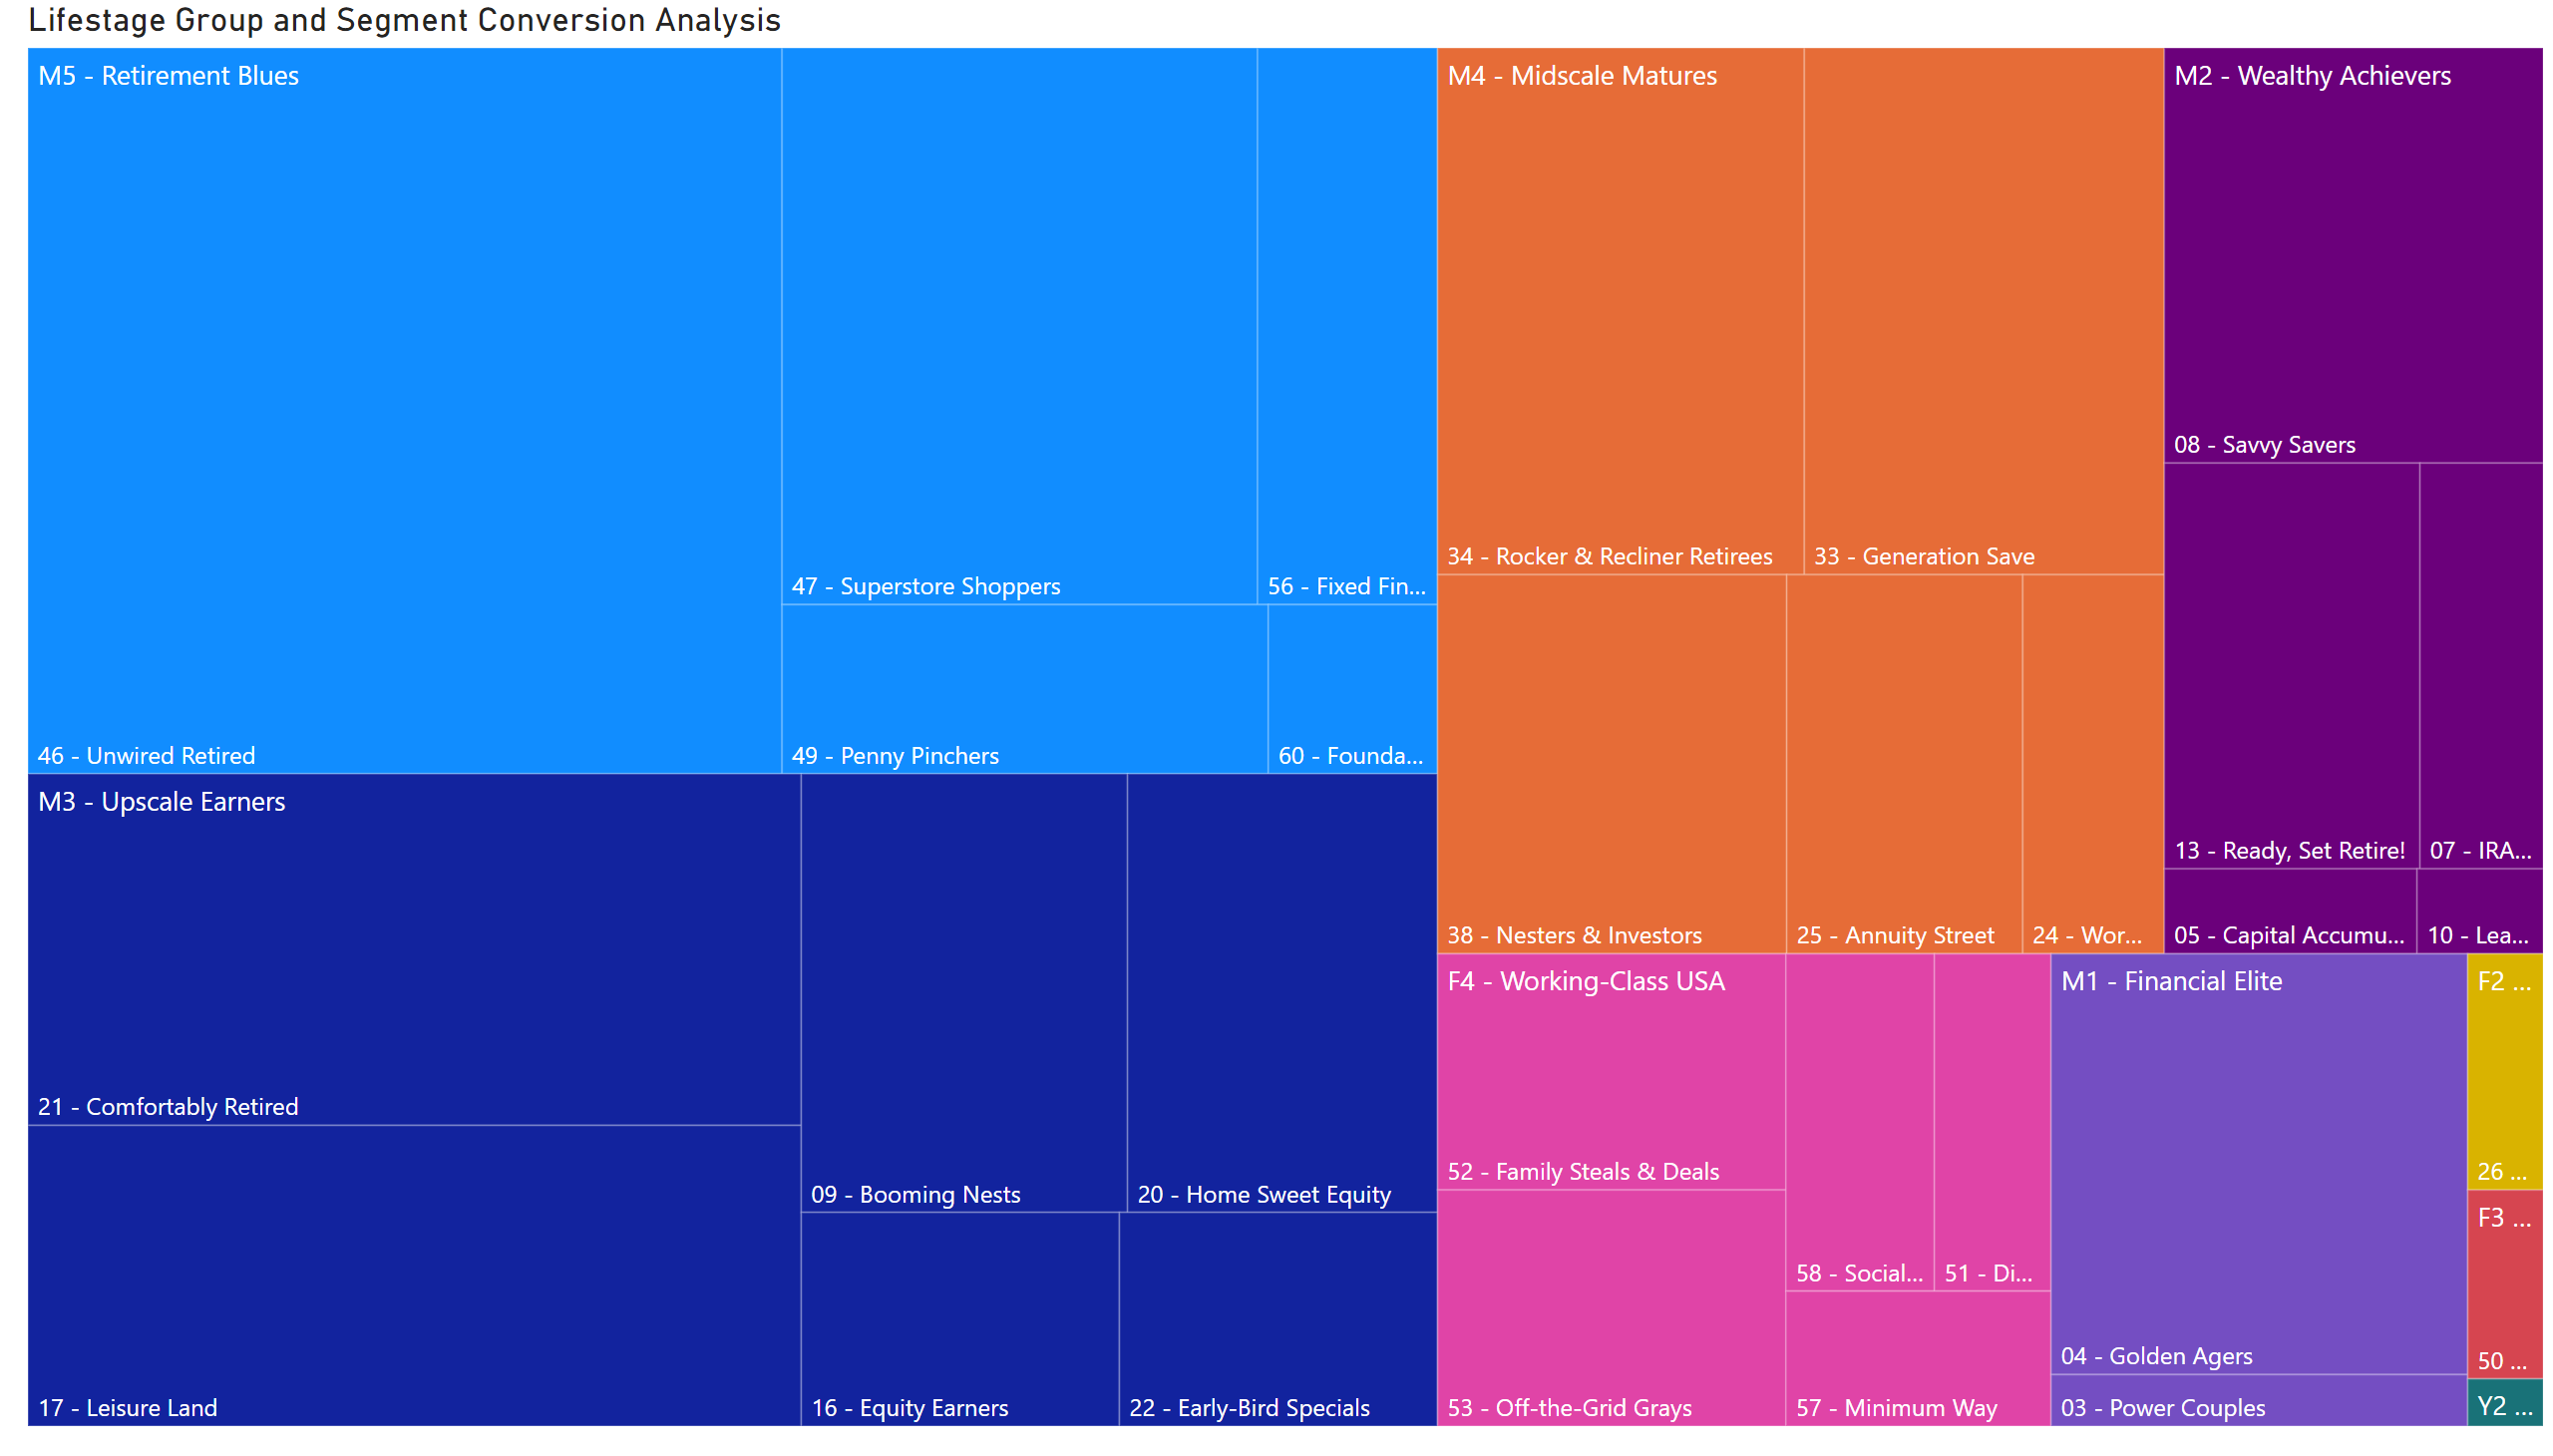 Lifestage Group and Segment Conversion Analysis
M5 - Retirement Blues
46 - Unwired Retired
47 - Superstore Shoppers
56 - Fixed Fin...
49 - Penny Pinchers
60 - Founda...
M3 - Upscale Earners
21 - Comfortably Retired
17 - Leisure Land
09 - Booming Nests
20 - Home Sweet Equity
16 - Equity Earners
22 - Early-Bird Specials
M4 - Midscale Matures
34 - Rocker & Recliner Retirees
33 - Generation Save
38 - Nesters & Investors
25 - Annuity Street
24 - Wor...
M2 - Wealthy Achievers
08 - Savvy Savers
13 - Ready, Set Retire!
07 - IRA...
05 - Capital Accumu...
10 - Lea...
F4 - Working-Class USA
52 - Family Steals & Deals
53 - Off-the-Grid Grays
58 - Social...
51 - Di...
57 - Minimum Way
M1 - Financial Elite
04 - Golden Agers
03 - Power Couples
F2 ...
26 ...
F3 ...
50 ...
Y2 ...